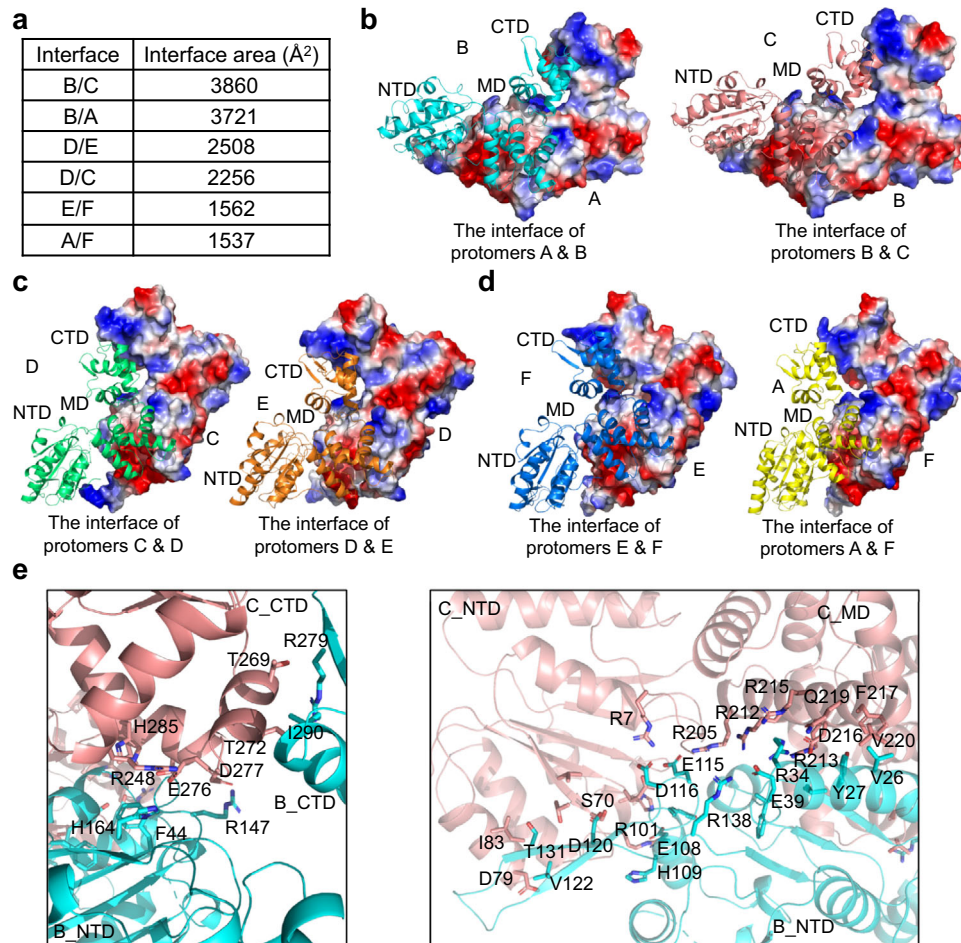 a
Interface Interface area (Å²)
B/C 3860
B/A 3721
D/E 2508
D/C 2256
E/F 1562
A/F 1537
b
B
CTD
NTD
MD
A
The interface of
protomers A & B
C
CTD
NTD
MD
B
The interface of
protomers B & C
c
CTD
D
MD
NTD
C
The interface of
protomers C & D
CTD
E
MD
NTD
D
The interface of
protomers D & E
d
CTD
F
MD
NTD
E
The interface of
protomers E & F
CTD
A
MD
NTD
F
The interface of
protomers A & F
e
C_CTD
R279
T269
H285
T272
I290
R248
D277
E276
B_CTD
H164
F44
R147
B_NTD
C_NTD
C_MD
R215
Q219
F217
R7
R212
R205
D216
V220
E115
R213
R34
V26
D116
E39
Y27
S70
R138
I83
R101
T131
D120
E108
D79
V122
H109
B_NTD